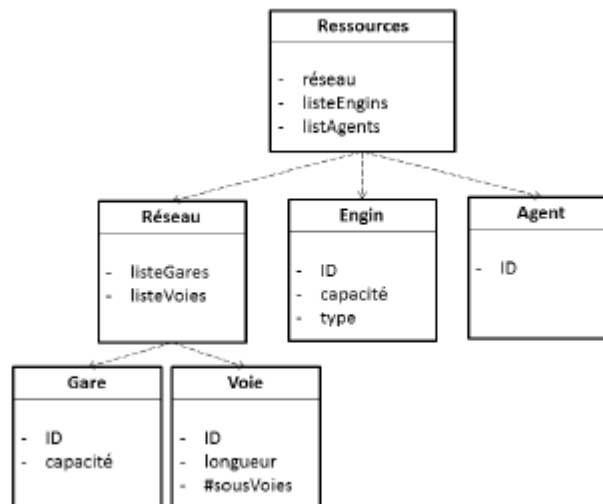 Ressources
- réseau
- listeEngins
- listAgents
Réseau
- listeGares
- listeVoies
Engin
- ID
- capacité
- type
Agent
- ID
Gare
- ID
- capacité
Voie
- ID
- longueur
- #sousVoies